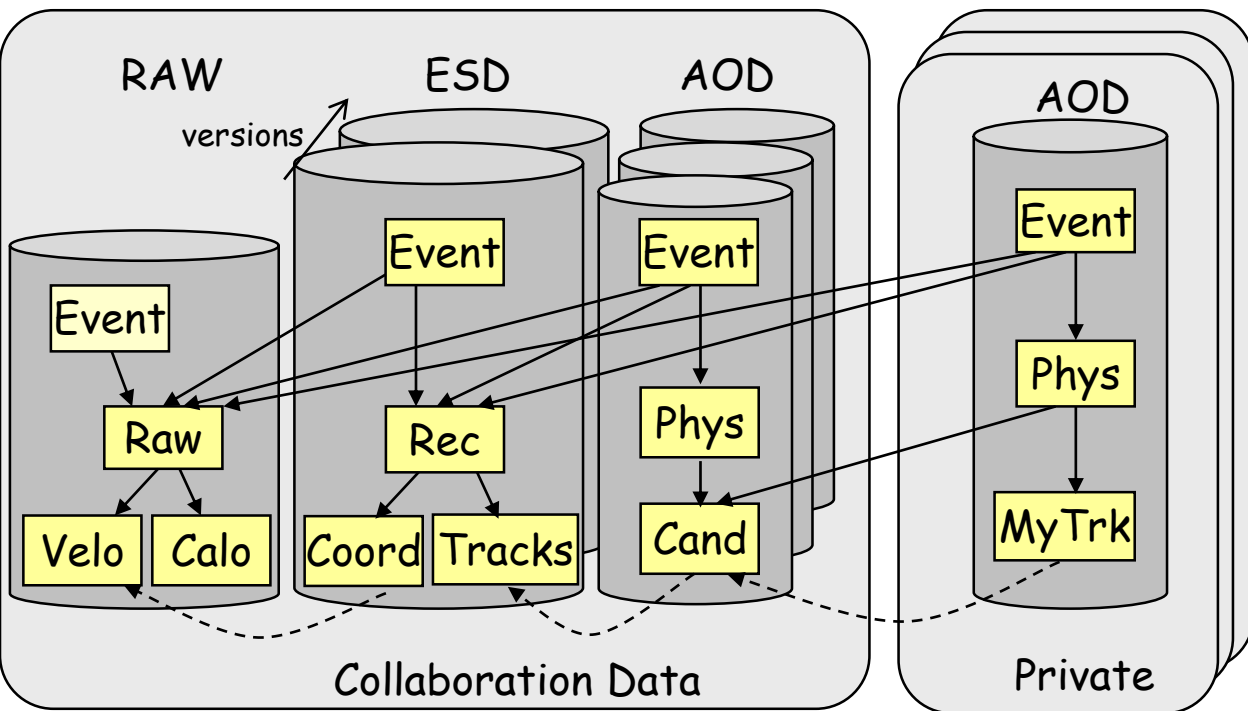 RAW
ESD
AOD
AOD
versions
Event
Event
Event
Event
Phys
Phys
Raw
Rec
MyTrk
Velo
Calo
Coord
Tracks
Cand
Collaboration Data
Private